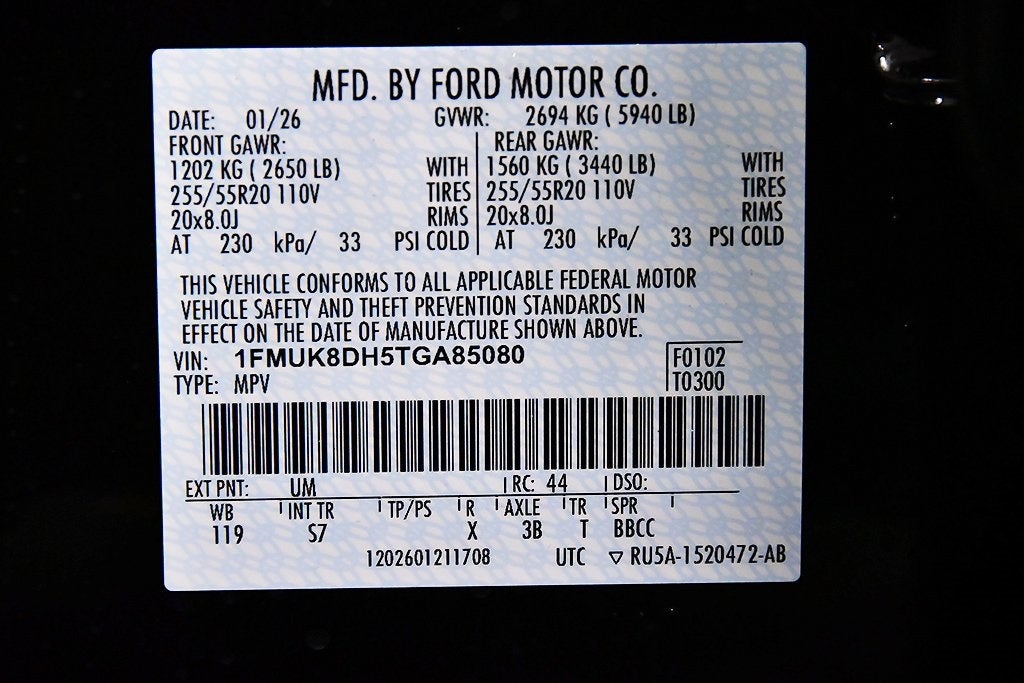 MFD. BY FORD MOTOR CO.
DATE: 01/26 GVWR: 2694 KG ( 5940 LB)
FRONT GAWR: REAR GAWR:
1202 KG ( 2650 LB) WITH 1560 KG ( 3440 LB) WITH
255/55R20 110V TIRES 255/55R20 110V TIRES
20x8.0J RIMS 20x8.0J RIMS
AT 230 kPa/ 33 PSI COLD AT 230 kPa/ 33 PSI COLD
THIS VEHICLE CONFORMS TO ALL APPLICABLE FEDERAL MOTOR
VEHICLE SAFETY AND THEFT PREVENTION STANDARDS IN
EFFECT ON THE DATE OF MANUFACTURE SHOWN ABOVE.
VIN: 1FMUK8DH5TGA85080 F0102
TYPE: MPV T0300
EXT PNT: UM RC: 44 DSO:
WB INT TR TP/PS R AXLE TR SPR
119 S7 X 3B T BBCC
1202601211708 UTC ▽ RU5A-1520472-AB